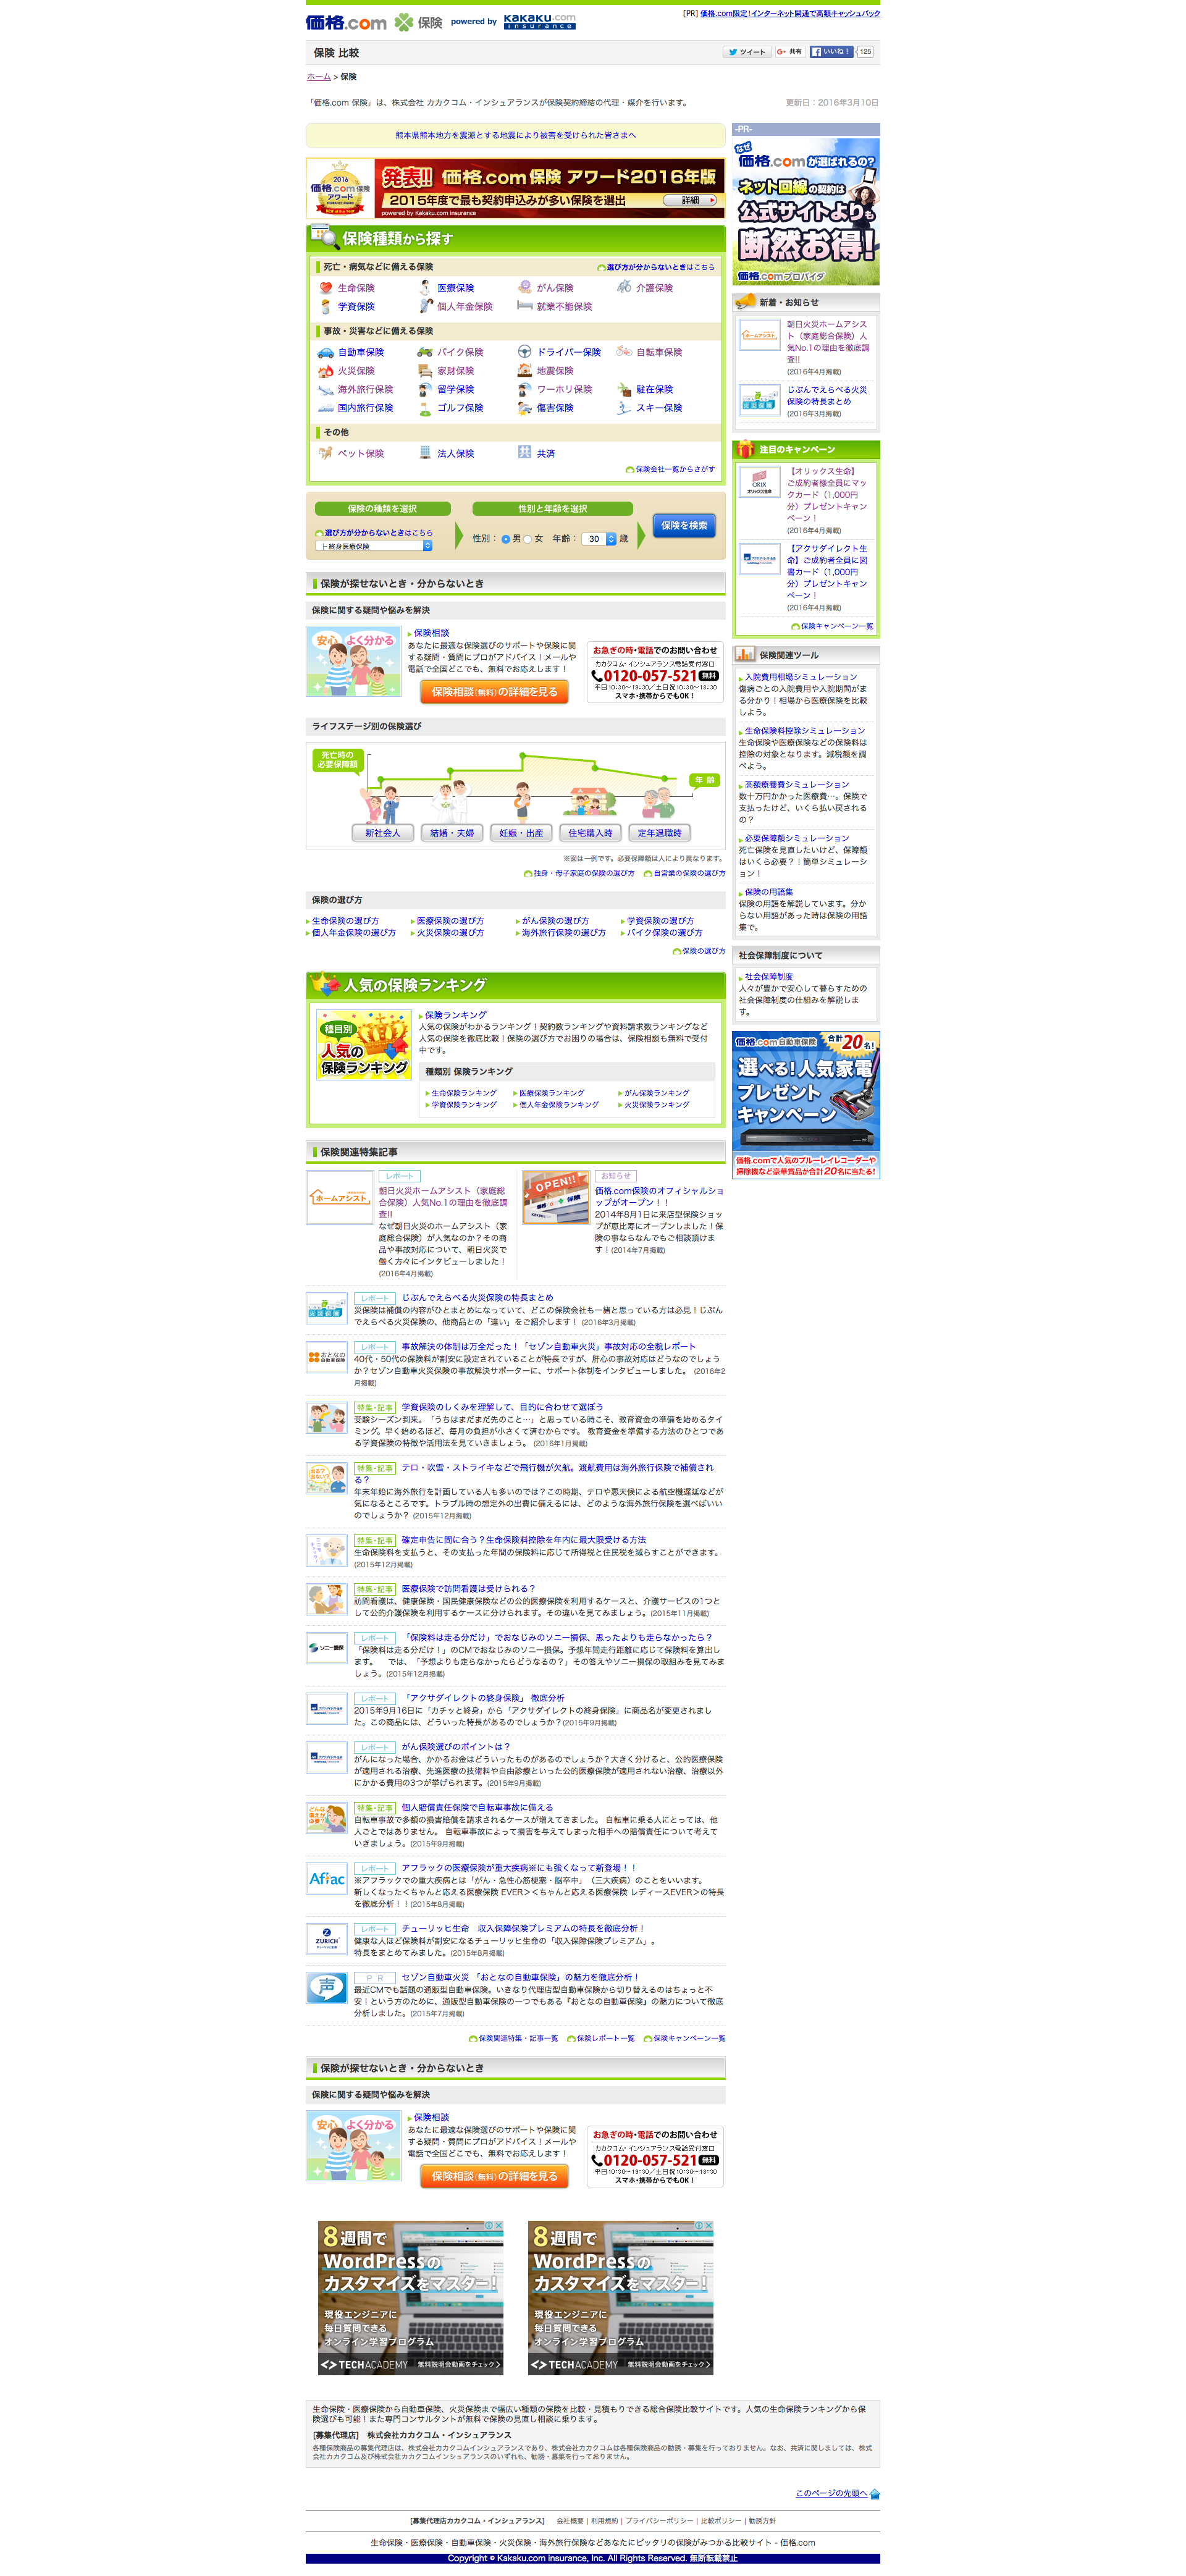 価格.com 保険 powered by kakaku.com insurance
[PR] 価格.com限定!インターネット開通で高額キャッシュバック
保険 比較
ツイート 共有 いいね! 125
ホーム > 保険
「価格.com 保険」は、株式会社 カカクコム・インシュアランスが保険契約締結の代理・媒介を行います。
更新日:2016年3月10日
熊本県熊本地方を震源とする地震により被害を受けられた皆さまへ
2016 価格.com保険 アワード
発表!! 価格.com保険 アワード2016年版
2015年度で最も契約申込みが多い保険を選出 詳細
powered by Kakaku.com insurance
保険種類から探す
死亡・病気などに備える保険 選び方が分からないときはこちら
生命保険 医療保険 がん保険 介護保険
学資保険 個人年金保険 就業不能保険
事故・災害などに備える保険
自動車保険 バイク保険 ドライバー保険 自転車保険
火災保険 家財保険 地震保険
海外旅行保険 留学保険 ワーホリ保険 駐在保険
国内旅行保険 ゴルフ保険 傷害保険 スキー保険
その他
ペット保険 法人保険 共済
保険会社一覧からさがす
保険の種類を選択 性別と年齢を選択
選び方が分からないときはこちら
├ 終身医療保険
性別: 男 女 年齢: 30 歳
保険を検索
保険が探せないとき・分からないとき
保険に関する疑問や悩みを解決
安心 よく分かる
保険相談
あなたに最適な保険選びのサポートや保険に関
する疑問・質問にプロがアドバイス!メールや
電話で全国どこでも、無料でお応えします!
保険相談(無料)の詳細を見る
お急ぎの時・電話でのお問い合わせ
カカクコム・インシュアランス電話受付窓口
0120-057-521 無料
平日10:30~19:30/土日祝10:30~18:30
スマホ・携帯からでもOK!
ライフステージ別の保険選び
死亡時の
必要保障額
年齢
新社会人 結婚・夫婦 妊娠・出産 住宅購入時 定年退職時
※図は一例です。必要保障額は人により異なります。
独身・母子家庭の保険の選び方 自営業の保険の選び方
保険の選び方
生命保険の選び方 医療保険の選び方 がん保険の選び方 学資保険の選び方
個人年金保険の選び方 火災保険の選び方 海外旅行保険の選び方 バイク保険の選び方
保険の選び方
人気の保険ランキング
種目別 人気の 保険ランキング
保険ランキング
人気の保険がわかるランキング!契約数ランキングや資料請求数ランキングなど
人気の保険を徹底比較!保険の選び方でお困りの場合は、保険相談も無料で受付
中です。
種類別 保険ランキング
生命保険ランキング 医療保険ランキング がん保険ランキング
学資保険ランキング 個人年金保険ランキング 火災保険ランキング
保険関連特集記事
ホームアシスト
レポート
朝日火災ホームアシスト(家庭総
合保険)人気No.1の理由を徹底調
査!!
なぜ朝日火災のホームアシスト(家
庭総合保険)が人気なのか?その商
品や事故対応について、朝日火災で
働く方々にインタビューしました!
(2016年4月掲載)
OPEN!!
お知らせ
価格.com保険のオフィシャルショ
ップがオープン!!
2014年8月1日に来店型保険ショッ
プが恵比寿にオープンしました!保
険の事ならなんでもご相談頂けま
す!(2014年7月掲載)
レポート じぶんでえらべる火災保険の特長まとめ
災保険は補償の内容がひとまとめになっていて、どこの保険会社も一緒と思っている方は必見!じぶん
でえらべる火災保険の、他商品との「違い」をご紹介します! (2016年3月掲載)
おとなの自動車保険
レポート 事故解決の体制は万全だった!「セゾン自動車火災」事故対応の全貌レポート
40代・50代の保険料が割安に設定されていることが特長ですが、肝心の事故対応はどうなのでしょう
か?セゾン自動車火災保険の事故解決サポーターに、サポート体制をインタビューしました。 (2016年2
月掲載)
特集・記事 学資保険のしくみを理解して、目的に合わせて選ぼう
受験シーズン到来。「うちはまだまだ先のこと…」と思っている時こそ、教育資金の準備を始めるタイ
ミング。早く始めるほど、毎月の負担が小さくて済むからです。 教育資金を準備する方法のひとつであ
る学資保険の特徴や活用法を見ていきましょう。 (2016年1月掲載)
特集・記事 テロ・吹雪・ストライキなどで飛行機が欠航。渡航費用は海外旅行保険で補償され
る?
年末年始に海外旅行を計画している人も多いのでは?この時期、テロや悪天候による航空機遅延などが
気になるところです。トラブル時の想定外の出費に備えるには、どのような海外旅行保険を選べばいい
のでしょうか? (2015年12月掲載)
特集・記事 確定申告に間に合う?生命保険料控除を年内に最大限受ける方法
生命保険料を支払うと、その支払った年間の保険料に応じて所得税と住民税を減らすことができます。
(2015年12月掲載)
特集・記事 医療保険で訪問看護は受けられる?
訪問看護は、健康保険・国民健康保険などの公的医療保険を利用するケースと、介護サービスの1つと
して公的介護保険を利用するケースに分けられます。その違いを見てみましょう。(2015年11月掲載)
ソニー損保
レポート 「保険料は走る分だけ」でおなじみのソニー損保、思ったよりも走らなかったら?
「保険料は走る分だけ!」のCMでおなじみのソニー損保。予想年間走行距離に応じて保険料を算出し
ます。 では、「予想よりも走らなかったらどうなるの?」その答えやソニー損保の取組みを見てみま
しょう。(2015年12月掲載)
レポート 「アクサダイレクトの終身保険」 徹底分析
2015年9月16日に「カチッと終身」から「アクサダイレクトの終身保険」に商品名が変更されまし
た。この商品には、どういった特長があるのでしょうか?(2015年9月掲載)
レポート がん保険選びのポイントは?
がんになった場合、かかるお金はどういったものがあるのでしょうか?大きく分けると、公的医療保険
が適用される治療、先進医療の技術料や自由診療といった公的医療保険が適用されない治療、治療以外
にかかる費用の3つが挙げられます。(2015年9月掲載)
特集・記事 個人賠償責任保険で自転車事故に備える
自転車事故で多額の損害賠償を請求されるケースが増えてきました。 自転車に乗る人にとっては、他
人ごとではありません。 自転車事故によって損害を与えてしまった相手への賠償責任について考えて
いきましょう。(2015年9月掲載)
Aflac
レポート アフラックの医療保険が重大疾病※にも強くなって新登場!!
※アフラックでの重大疾病とは「がん・急性心筋梗塞・脳卒中」(三大疾病)のことをいいます。
新しくなった<ちゃんと応える医療保険 EVER><ちゃんと応える医療保険 レディースEVER>の特長
を徹底分析!!(2015年8月掲載)
ZURICH チューリッヒ生命
レポート チューリッヒ生命 収入保障保険プレミアムの特長を徹底分析!
健康な人ほど保険料が割安になるチューリッヒ生命の「収入保障保険プレミアム」。
特長をまとめてみました。(2015年8月掲載)
声
PR セゾン自動車火災 「おとなの自動車保険」の魅力を徹底分析!
最近CMでも話題の通販型自動車保険。いきなり代理店型自動車保険から切り替えるのはちょっと不
安!という方のために、通販型自動車保険の一つでもある『おとなの自動車保険』の魅力について徹底
分析しました。(2015年7月掲載)
保険関連特集・記事一覧 保険レポート一覧 保険キャンペーン一覧
保険が探せないとき・分からないとき
保険に関する疑問や悩みを解決
安心 よく分かる
保険相談
あなたに最適な保険選びのサポートや保険に関
する疑問・質問にプロがアドバイス!メールや
電話で全国どこでも、無料でお応えします!
保険相談(無料)の詳細を見る
お急ぎの時・電話でのお問い合わせ
カカクコム・インシュアランス電話受付窓口
0120-057-521 無料
平日10:30~19:30/土日祝10:30~18:30
スマホ・携帯からでもOK!
8週間で
WordPressの
カスタマイズをマスター!
現役エンジニアに
毎日質問できる
オンライン学習プログラム
TECHACADEMY 無料説明会動画をチェック
8週間で
WordPressの
カスタマイズをマスター!
現役エンジニアに
毎日質問できる
オンライン学習プログラム
TECHACADEMY 無料説明会動画をチェック
-PR-
なぜ
価格.comが選ばれるの?
ネット回線の契約は
公式サイトよりも
断然お得!
価格.comプロバイダ
新着・お知らせ
ホームアシスト
朝日火災ホームアシス
ト(家庭総合保険)人
気No.1の理由を徹底調
査!!
(2016年4月掲載)
じぶんでえらべる火災
保険の特長まとめ
(2016年3月掲載)
注目のキャンペーン
ORIX オリックス生命
【オリックス生命】
ご成約者様全員にマッ
クカード(1,000円
分)プレゼントキャン
ペーン!
(2016年4月掲載)
【アクサダイレクト生
命】ご成約者全員に図
書カード(1,000円
分)プレゼントキャン
ペーン!
(2016年4月掲載)
保険キャンペーン一覧
保険関連ツール
入院費用相場シミュレーション
傷病ごとの入院費用や入院期間がま
る分かり!相場から医療保険を比較
しよう。
生命保険料控除シミュレーション
生命保険や医療保険などの保険料は
控除の対象となります。減税額を調
べよう。
高額療養費シミュレーション
数十万円かかった医療費…。保険で
支払ったけど、いくら払い戻される
の?
必要保障額シミュレーション
死亡保険を見直したいけど、保障額
はいくら必要?!簡単シミュレーシ
ョン!
保険の用語集
保険の用語を解説しています。分か
らない用語があった時は保険の用語
集で。
社会保障制度について
社会保障制度
人々が豊かで安心して暮らすための
社会保障制度の仕組みを解説しま
す。
価格.com自動車保険 合計20名!
選べる!人気家電
プレゼント
キャンペーン
価格.comで人気のブルーレイレコーダーや
掃除機など豪華賞品が合計20名に当たる!
生命保険・医療保険から自動車保険、火災保険まで幅広い種類の保険を比較・見積もりできる総合保険比較サイトです。人気の生命保険ランキングから保
険選びも可能!また専門コンサルタントが無料で保険の見直し相談に乗ります。
[募集代理店] 株式会社カカクコム・インシュアランス
各種保険商品の募集代理店は、株式会社カカクコムインシュアランスであり、株式会社カカクコムは各種保険商品の勧誘・募集を行っておりません。なお、共済に関しましては、株式
会社カカクコム及び株式会社カカクコムインシュアランスのいずれも、勧誘・募集を行っておりません。
このページの先頭へ
[募集代理店カカクコム・インシュアランス] 会社概要 | 利用規約 | プライバシーポリシー | 比較ポリシー | 勧誘方針
生命保険・医療保険・自動車保険・火災保険・海外旅行保険などあなたにピッタリの保険がみつかる比較サイト - 価格.com
Copyright © Kakaku.com insurance, Inc. All Rights Reserved. 無断転載禁止